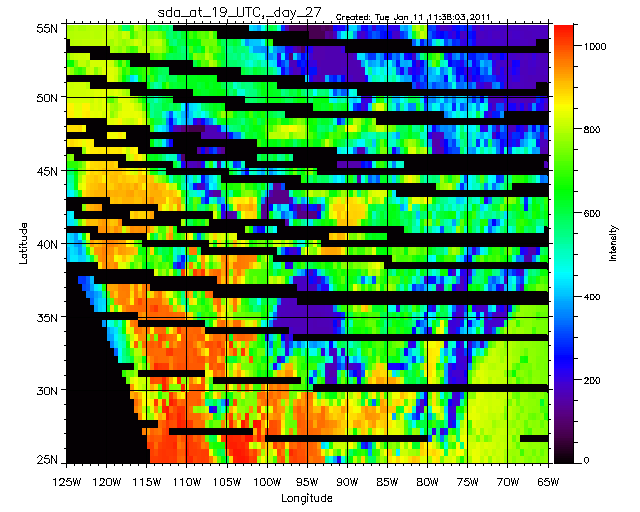 sda_at_19_UTC,_day_27
Created: Tue Jan 11 11:38:03 2011
55N
50N
45N
40N
35N
30N
25N
Latitude
125W 120W 115W 110W 105W 100W 95W 90W 85W 80W 75W 70W 65W
Longitude
1000
800
600
400
200
0
Intensity